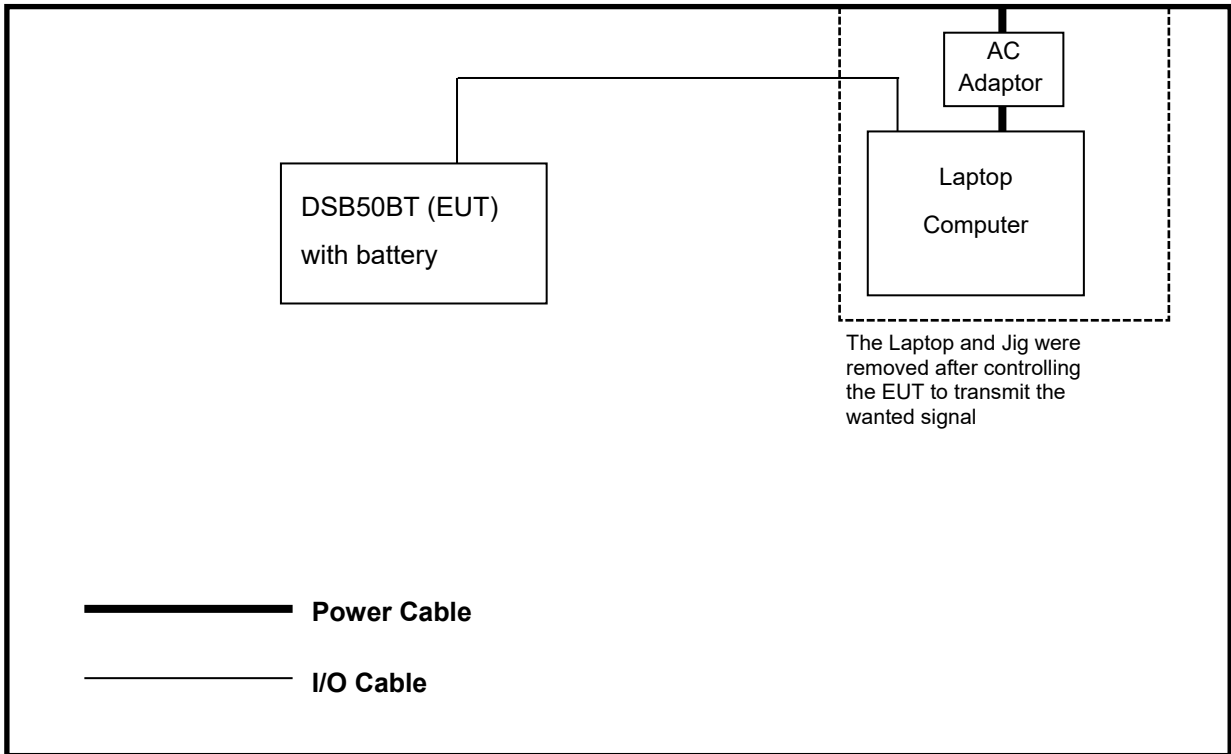 AC
Adaptor
Laptop
Computer
DSB50BT (EUT)
with battery
The Laptop and Jig were
removed after controlling
the EUT to transmit the
wanted signal
Power Cable
I/O Cable